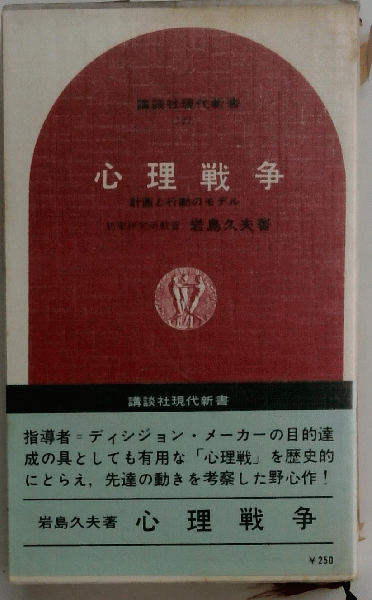 講談社現代新書
心理戦争
計画と行動のモデル
岩島久夫著
講談社現代新書
指導者=ディシジョン・メーカーの目的達
成の具としても有用な「心理戦」を歴史的
にとらえ，先達の動きを考察した野心作！
岩島久夫著 心理戦争
￥250